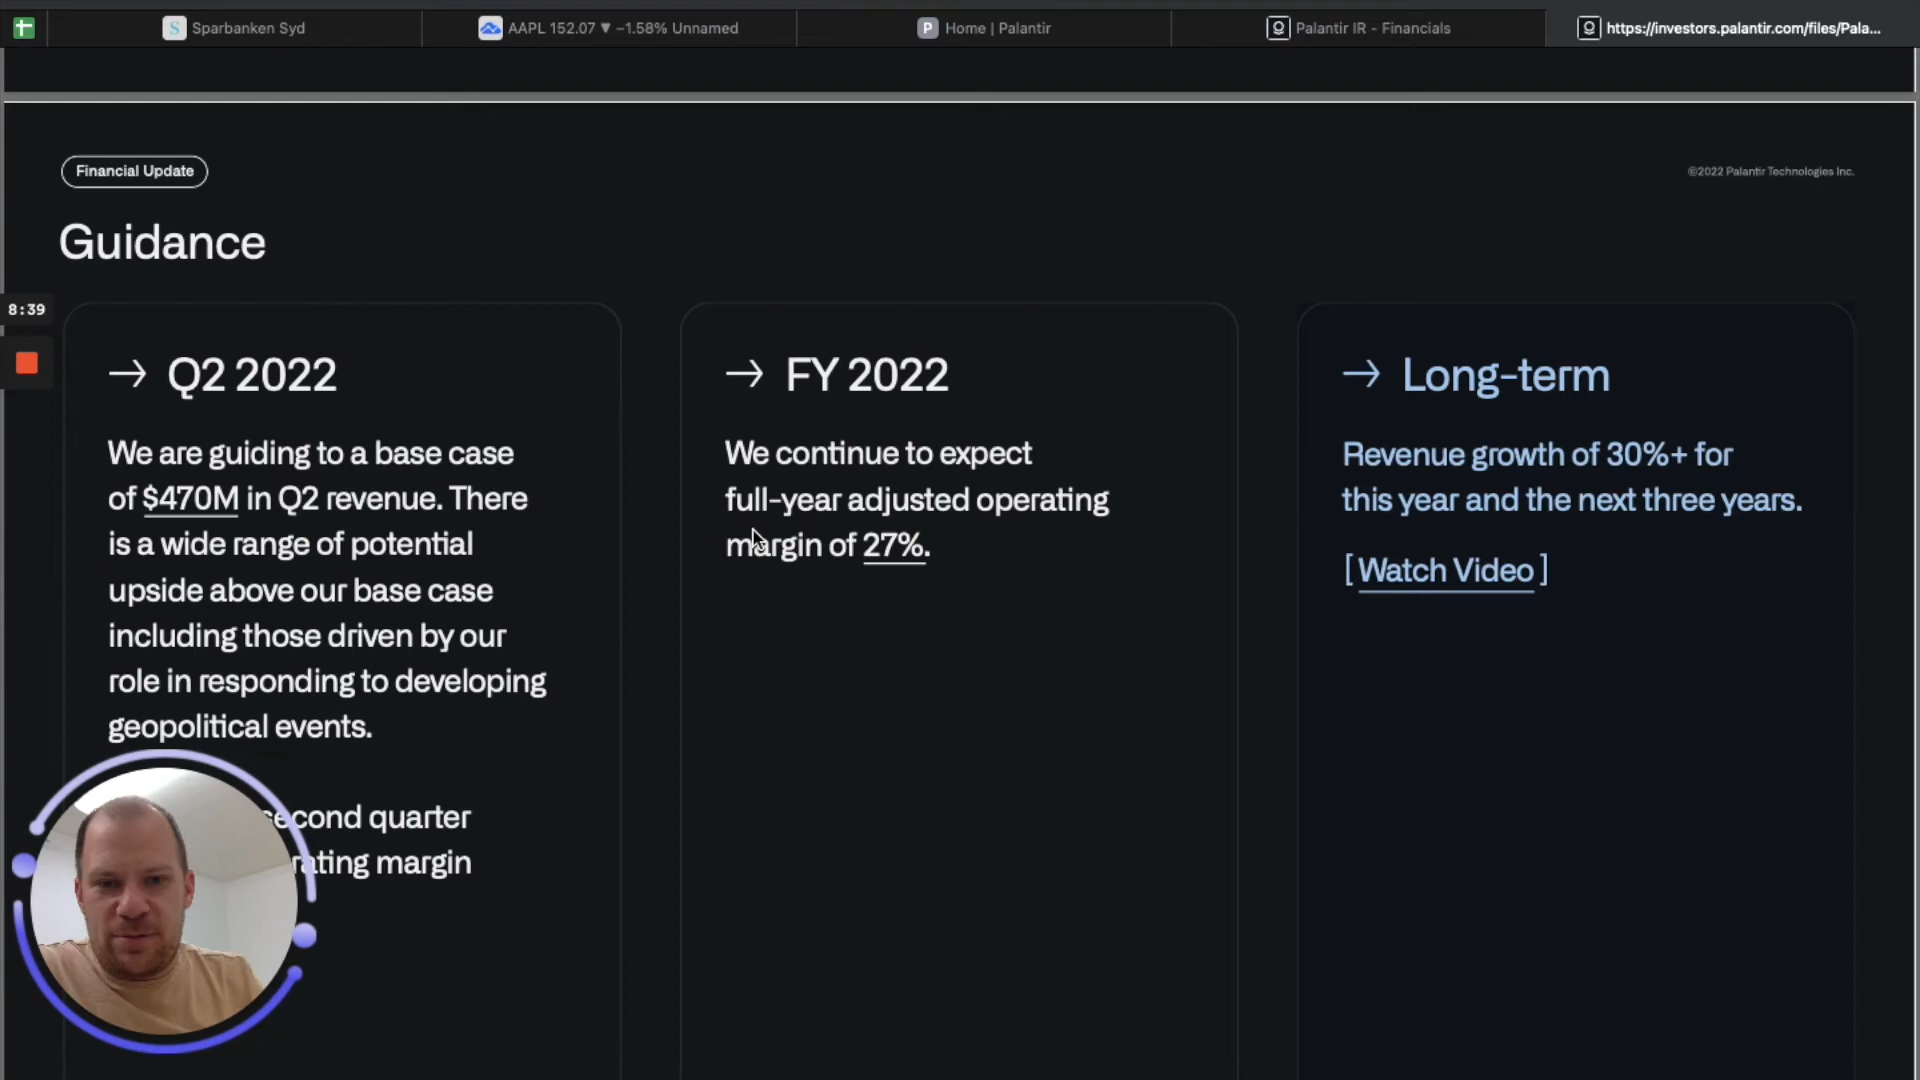 Sparbanken Syd
AAPL 152.07 ▼ −1.58% Unnamed
P Home | Palantir
Palantir IR - Financials
https://investors.palantir.com/files/Pala...
Financial Update
©2022 Palantir Technologies Inc.
Guidance
8:39
→ Q2 2022
We are guiding to a base case
of $470M in Q2 revenue. There
is a wide range of potential
upside above our base case
including those driven by our
role in responding to developing
geopolitical events.
second quarter
rating margin
→ FY 2022
We continue to expect
full-year adjusted operating
margin of 27%.
→ Long-term
Revenue growth of 30%+ for
this year and the next three years.
[ Watch Video ]